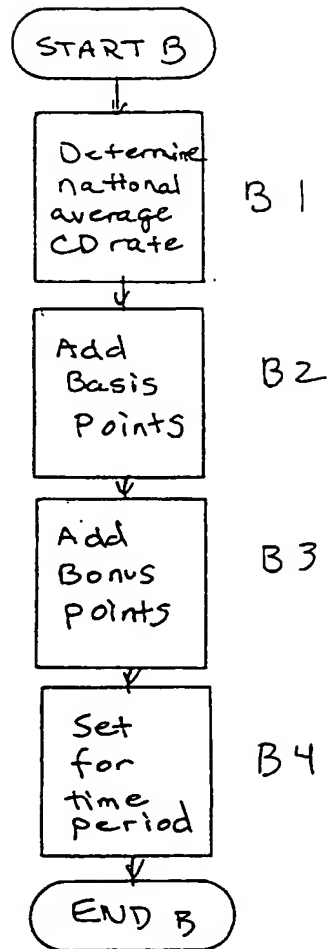 START B
Determine
national
average
CD rate
B 1
Add
Basis
Points
B 2
Add
Bonus
points
B 3
Set
for
time
period
B 4
END B